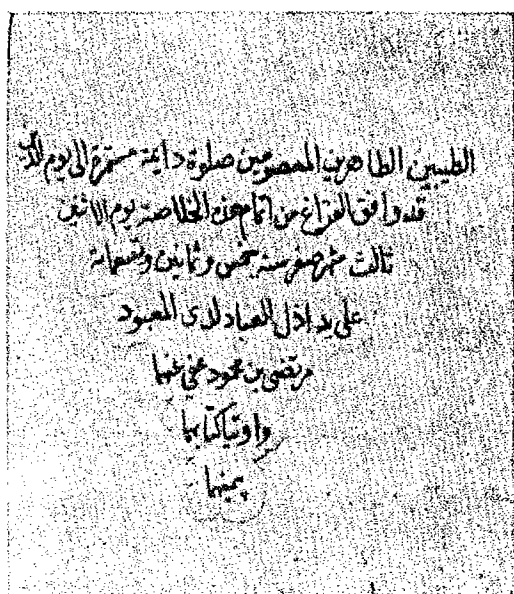 الطيبين الطاهرين المعصومين صلوة دايمة مستمرة الى يوم الدين
قد وافق الفراغ من اتمام هذه الخلاصة يوم الاثنين
ثالث شهر صفر سنة خمس وثمانين وتسعمائة
على يد اذل العباد لدى المعبود
مرتضى بن محمود عفى عنهما
واوتيا كتابهما
بيمينهما